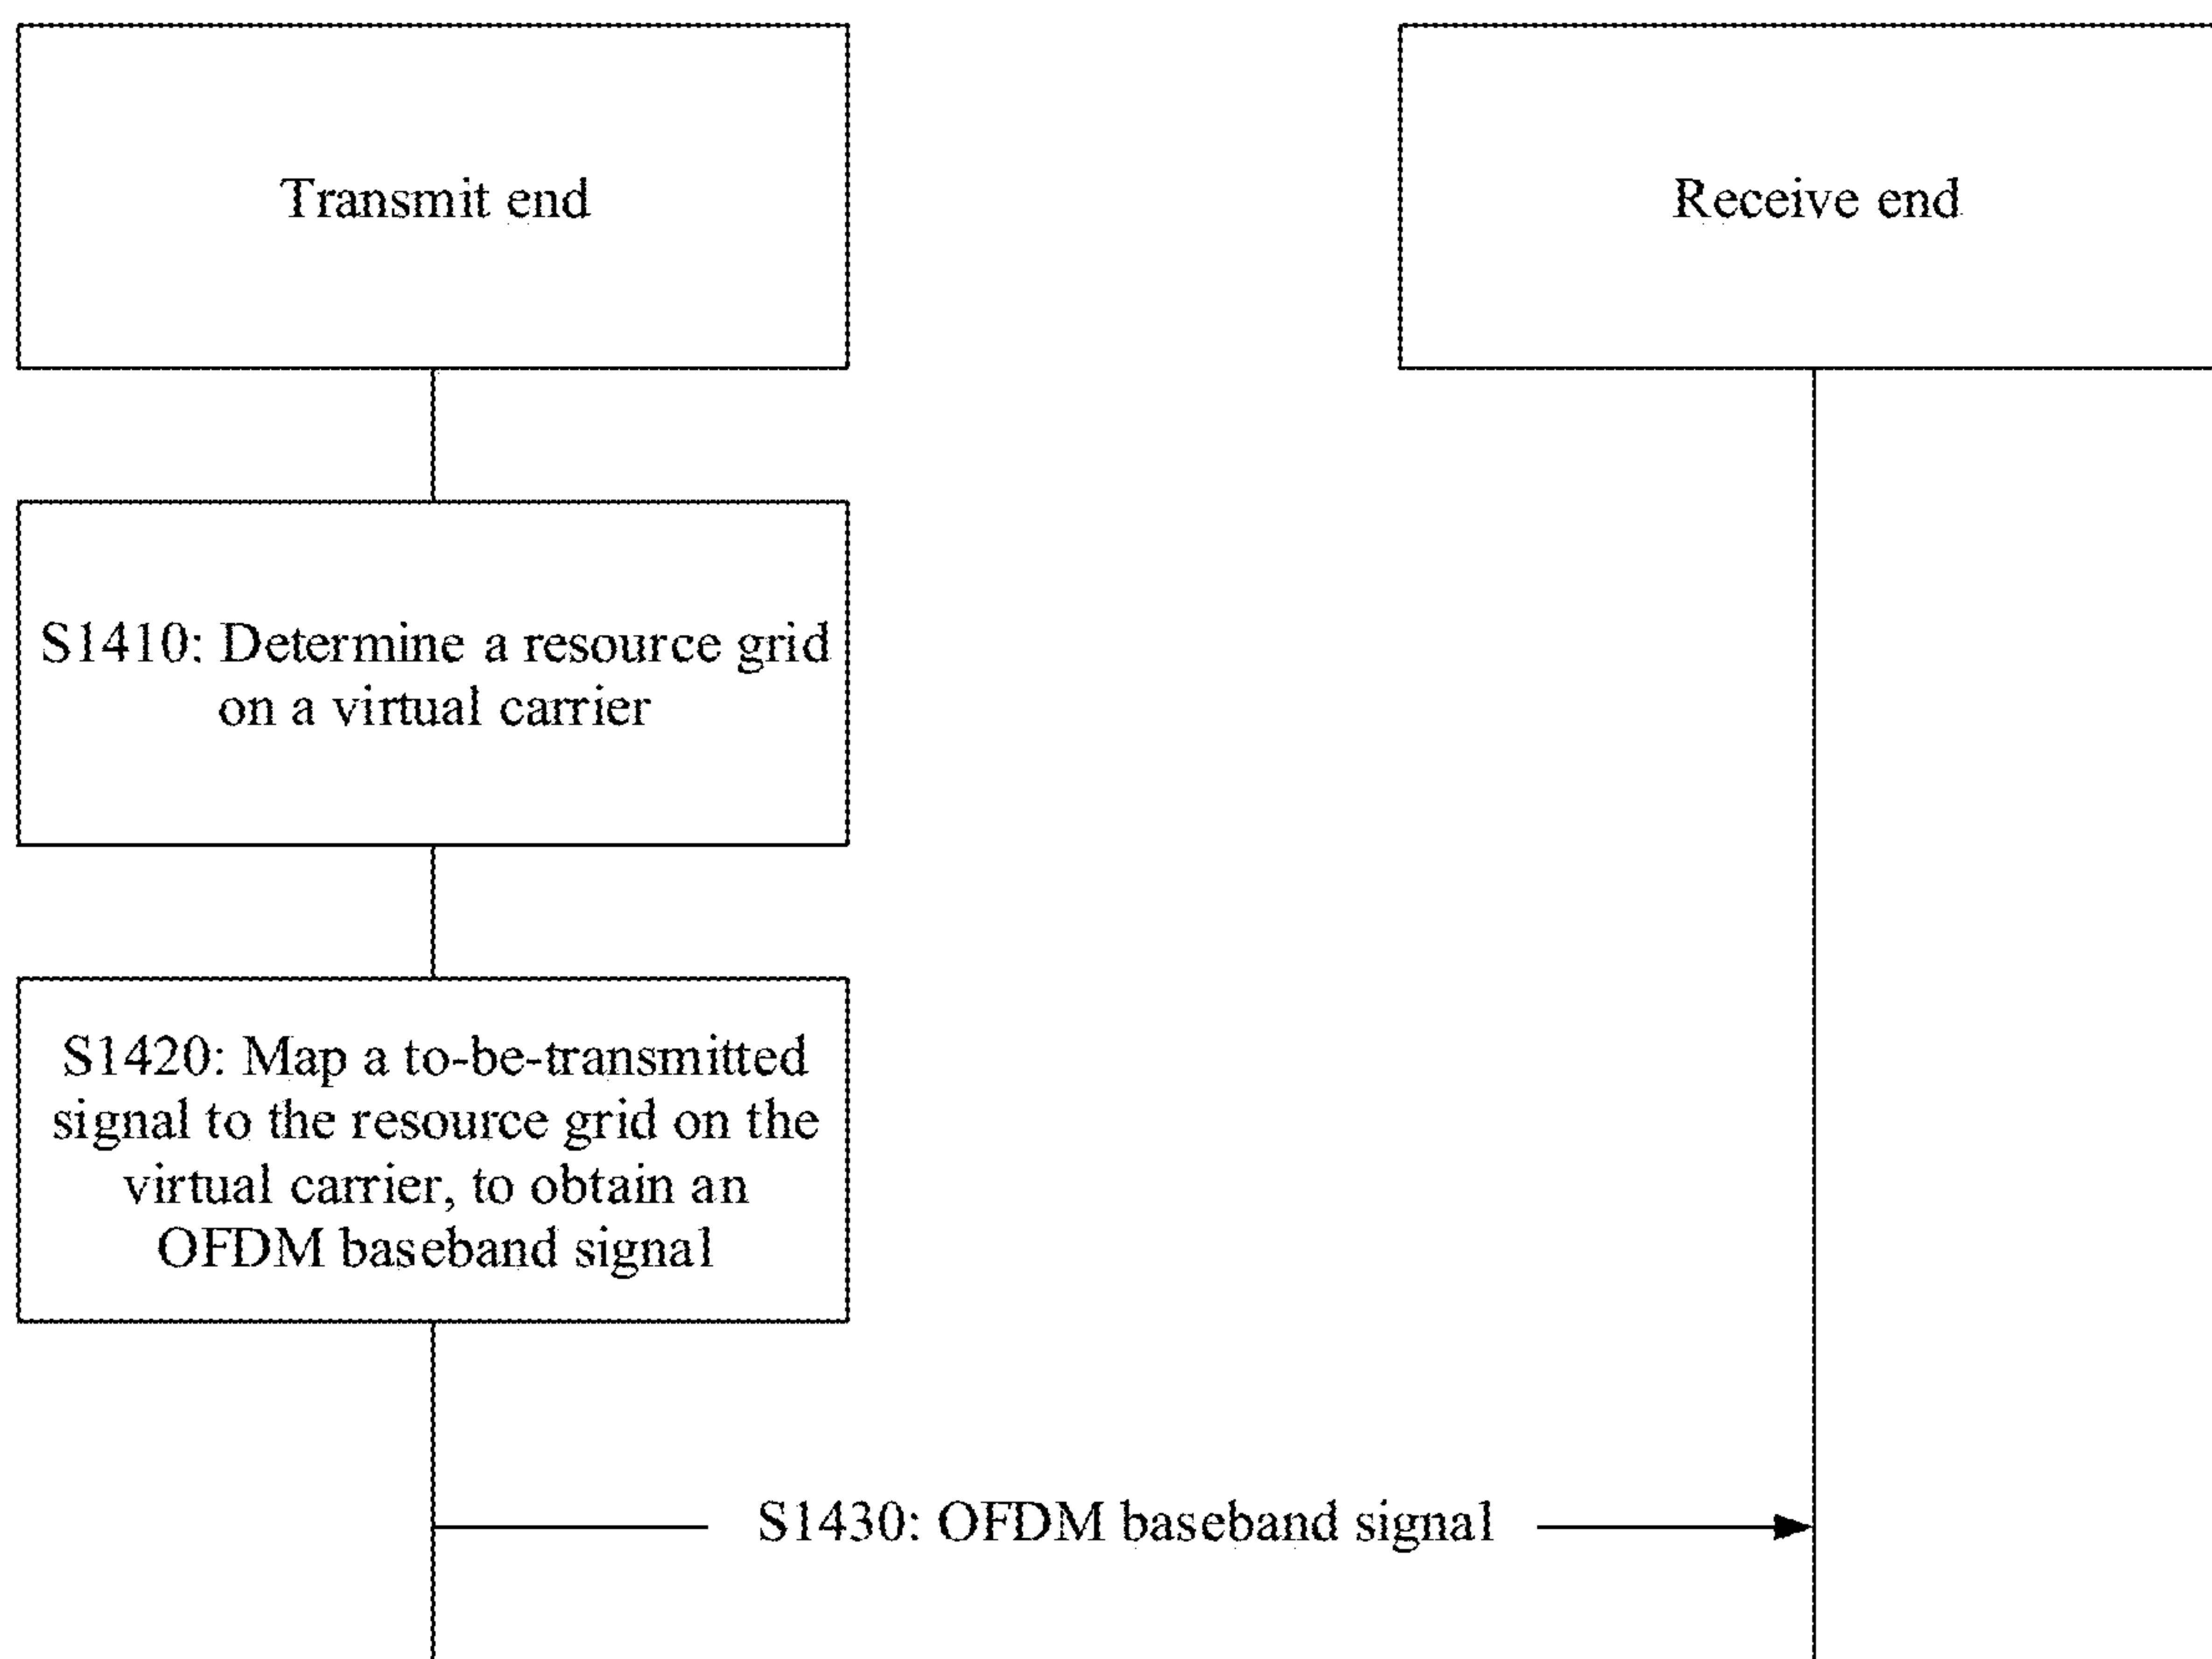 Transmit end
Receive end
S1410: Determine a resource grid
on a virtual carrier
S1420: Map a to-be-transmitted
signal to the resource grid on the
virtual carrier, to obtain an
OFDM baseband signal
S1430: OFDM baseband signal